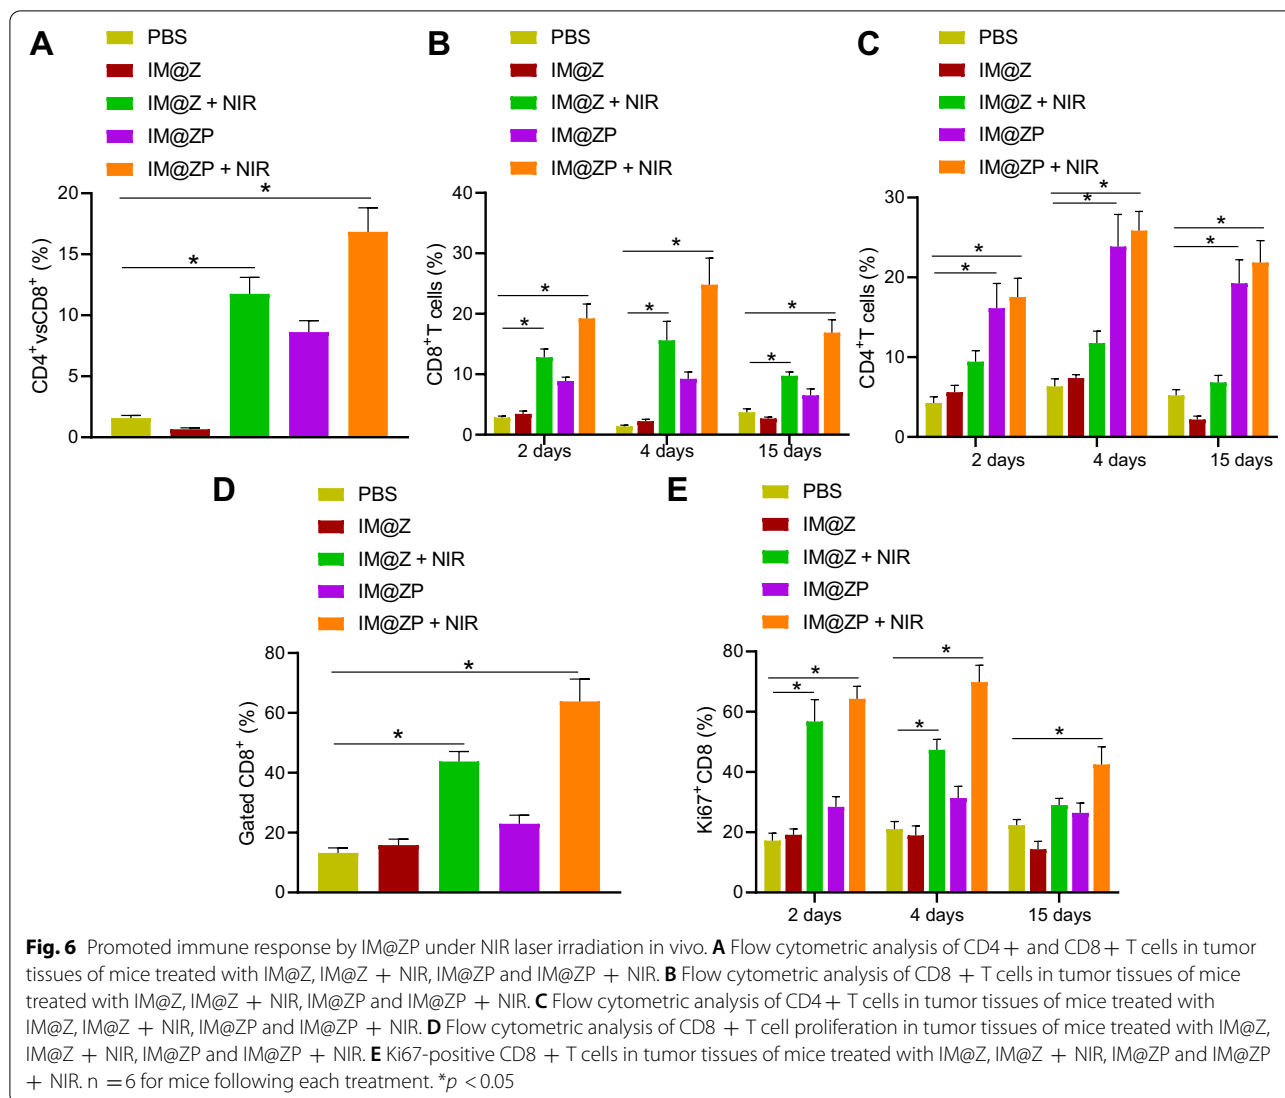 A
PBS
IM@Z
IM@Z + NIR
IM@ZP
IM@ZP + NIR
CD4+vsCD8+ (%)
20
15
10
5
0
*
*
B
PBS
IM@Z
IM@Z + NIR
IM@ZP
IM@ZP + NIR
CD8+T cells (%)
40
30
20
10
0
*
*
*
*
*
*
2 days
4 days
15 days
C
PBS
IM@Z
IM@Z + NIR
IM@ZP
IM@ZP + NIR
CD4+T cells (%)
30
20
10
0
*
*
*
*
*
*
2 days
4 days
15 days
D
PBS
IM@Z
IM@Z + NIR
IM@ZP
IM@ZP + NIR
Gated CD8+ (%)
80
60
40
20
0
*
*
E
PBS
IM@Z
IM@Z + NIR
IM@ZP
IM@ZP + NIR
Ki67+CD8 (%)
80
60
40
20
0
*
*
*
*
*
2 days
4 days
15 days
Fig. 6 Promoted immune response by IM@ZP under NIR laser irradiation in vivo. A Flow cytometric analysis of CD4 + and CD8 + T cells in tumor
tissues of mice treated with IM@Z, IM@Z + NIR, IM@ZP and IM@ZP + NIR. B Flow cytometric analysis of CD8 + T cells in tumor tissues of mice
treated with IM@Z, IM@Z + NIR, IM@ZP and IM@ZP + NIR. C Flow cytometric analysis of CD4 + T cells in tumor tissues of mice treated with
IM@Z, IM@Z + NIR, IM@ZP and IM@ZP + NIR. D Flow cytometric analysis of CD8 + T cell proliferation in tumor tissues of mice treated with IM@Z,
IM@Z + NIR, IM@ZP and IM@ZP + NIR. E Ki67-positive CD8 + T cells in tumor tissues of mice treated with IM@Z, IM@Z + NIR, IM@ZP and IM@ZP
+ NIR. n = 6 for mice following each treatment. *p < 0.05